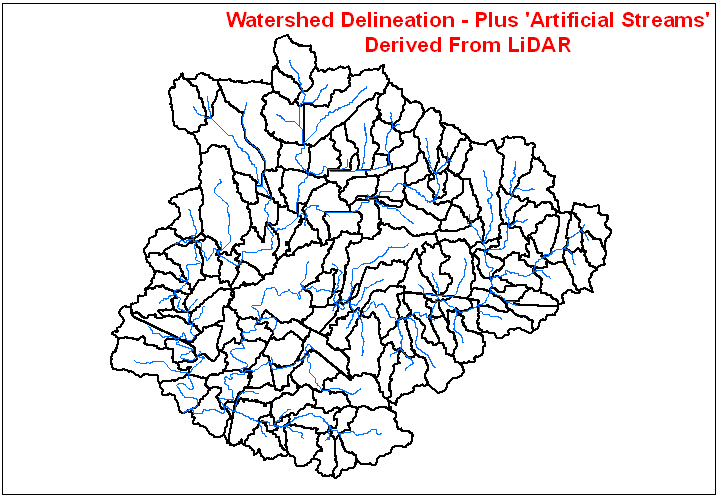 Watershed Delineation - Plus 'Artificial Streams'
Derived From LiDAR